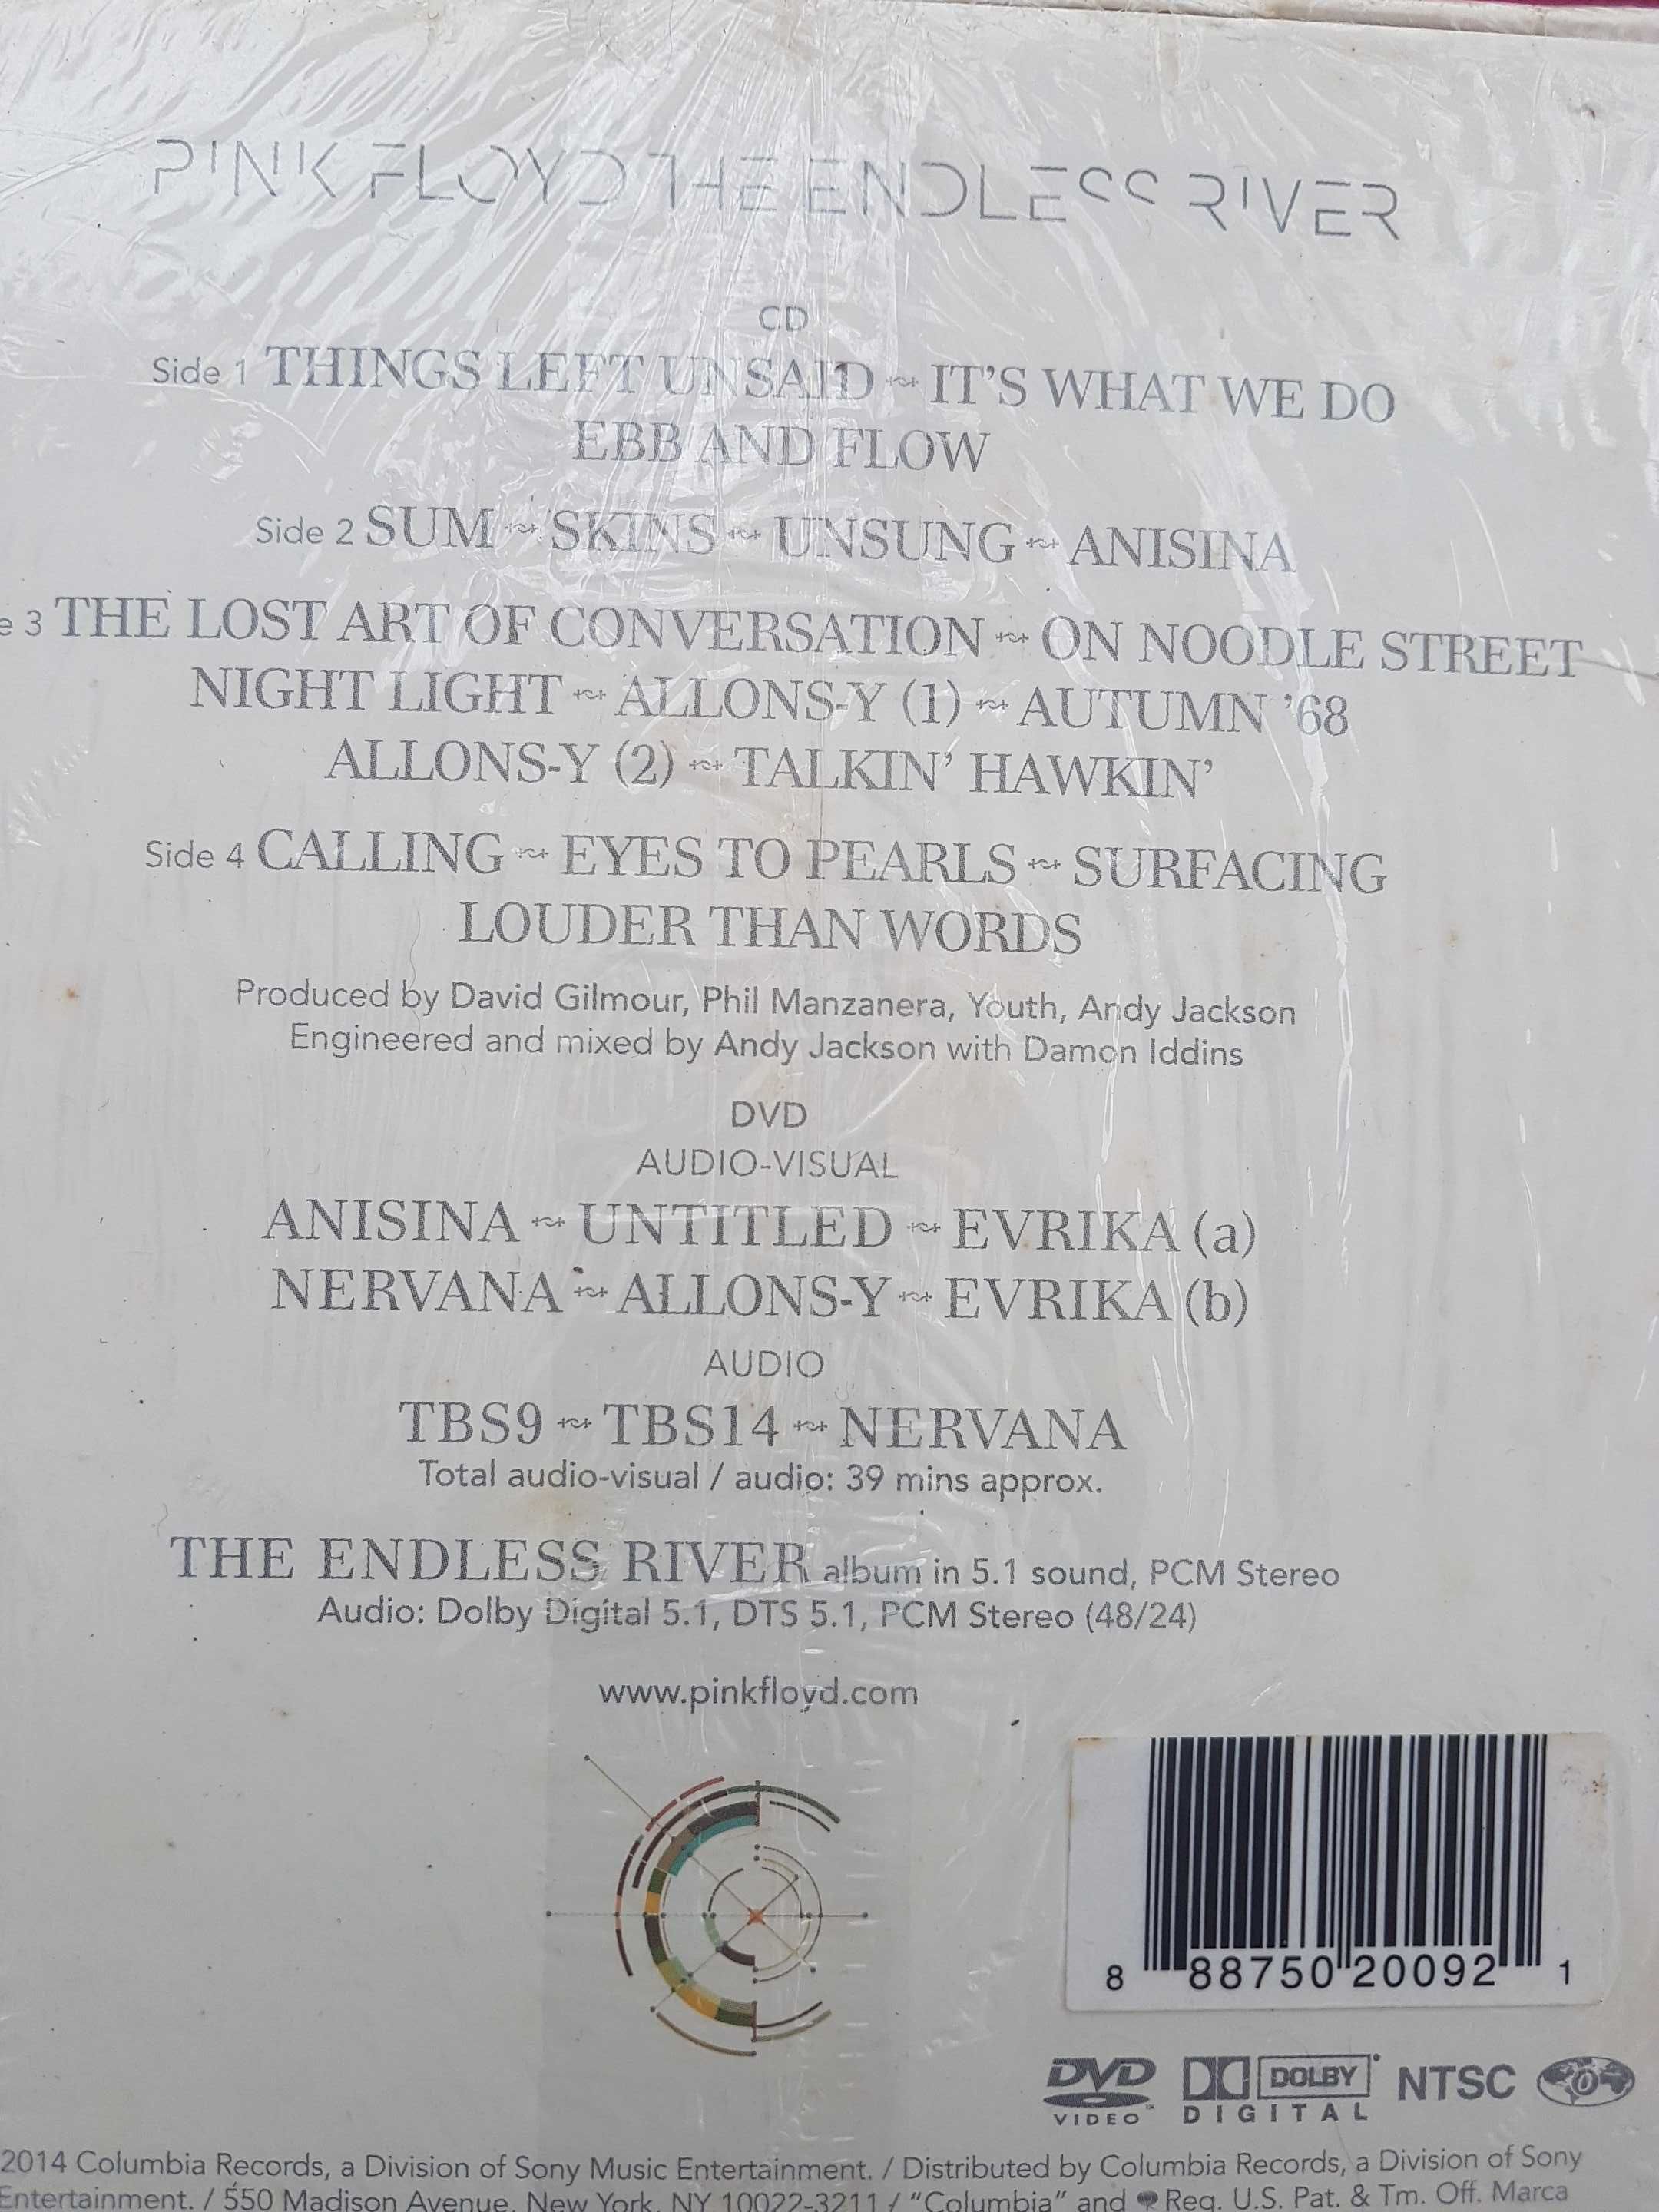 PINK FLOYD THE ENDLESS RIVER
CD
Side 1 THINGS LEFT UNSAID ~ IT'S WHAT WE DO
EBB AND FLOW
Side 2 SUM ~ SKINS ~ UNSUNG ~ ANISINA
e 3 THE LOST ART OF CONVERSATION ~ ON NOODLE STREET
NIGHT LIGHT ~ ALLONS-Y (1) ~ AUTUMN '68
ALLONS-Y (2) ~ TALKIN' HAWKIN'
Side 4 CALLING ~ EYES TO PEARLS ~ SURFACING
LOUDER THAN WORDS
Produced by David Gilmour, Phil Manzanera, Youth, Andy Jackson
Engineered and mixed by Andy Jackson with Damon Iddins
DVD
AUDIO-VISUAL
ANISINA ~ UNTITLED ~ EVRIKA (a)
NERVANA ~ ALLONS-Y ~ EVRIKA (b)
AUDIO
TBS9 ~ TBS14 ~ NERVANA
Total audio-visual / audio: 39 mins approx.
THE ENDLESS RIVER album in 5.1 sound, PCM Stereo
Audio: Dolby Digital 5.1, DTS 5.1, PCM Stereo (48/24)
www.pinkfloyd.com
8 88750 20092 1
DVD VIDEO DOLBY DIGITAL NTSC 0
2014 Columbia Records, a Division of Sony Music Entertainment. / Distributed by Columbia Records, a Division of Sony
Entertainment. / 550 Madison Avenue, New York, NY 10022-3211 / "Columbia" and Reg. U.S. Pat. & Tm. Off. Marca